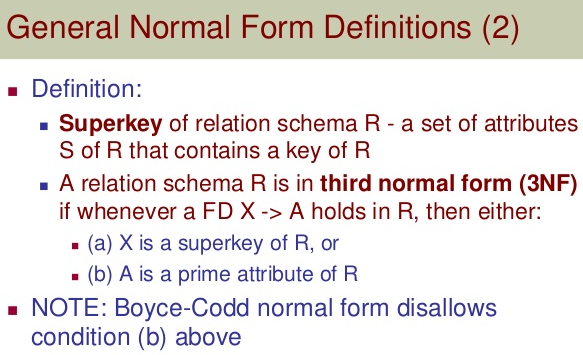 General Normal Form Definitions (2)
Definition:
Superkey of relation schema R - a set of attributes
S of R that contains a key of R
A relation schema R is in third normal form (3NF)
if whenever a FD X -> A holds in R, then either:
(a) X is a superkey of R, or
(b) A is a prime attribute of R
NOTE: Boyce-Codd normal form disallows
condition (b) above